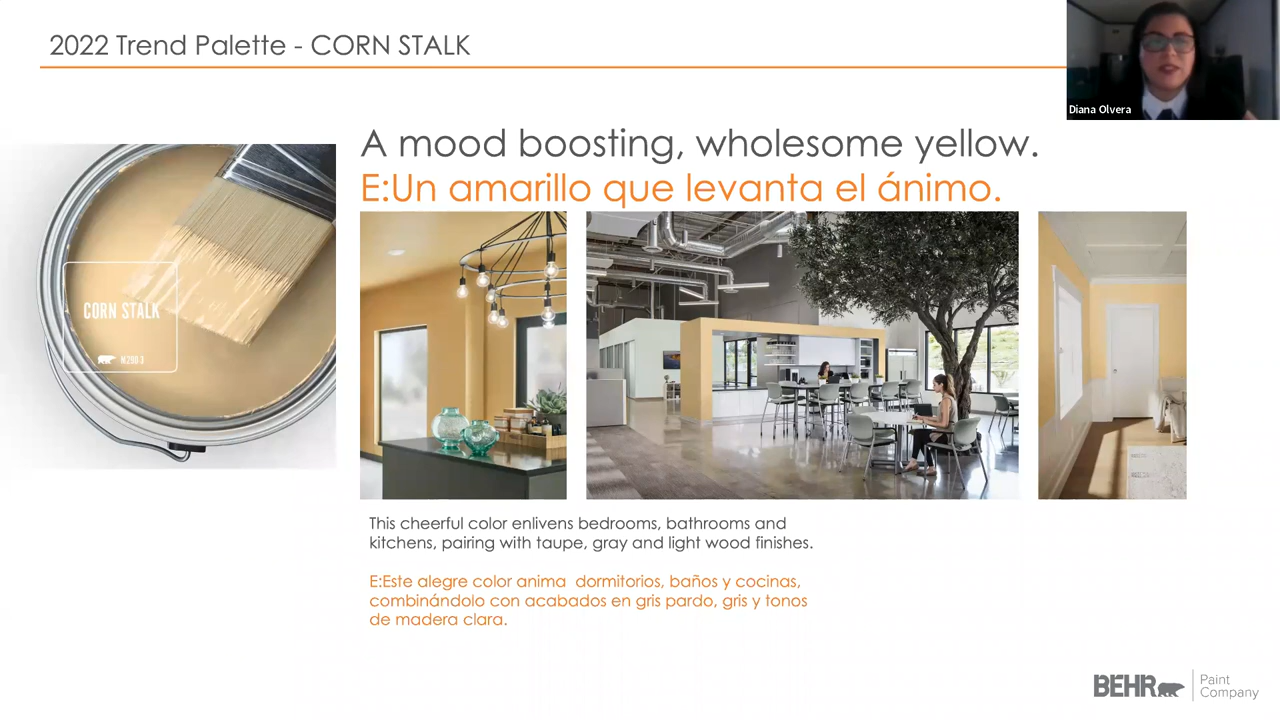 2022 Trend Palette - CORN STALK
Diana Olvera
A mood boosting, wholesome yellow.
E:Un amarillo que levanta el ánimo.
CORN STALK
N290-3
This cheerful color enlivens bedrooms, bathrooms and
kitchens, pairing with taupe, gray and light wood finishes.
E:Este alegre color anima  dormitorios, baños y cocinas,
combinándolo con acabados en gris pardo, gris y tonos
de madera clara.
BEHR
Paint
Company